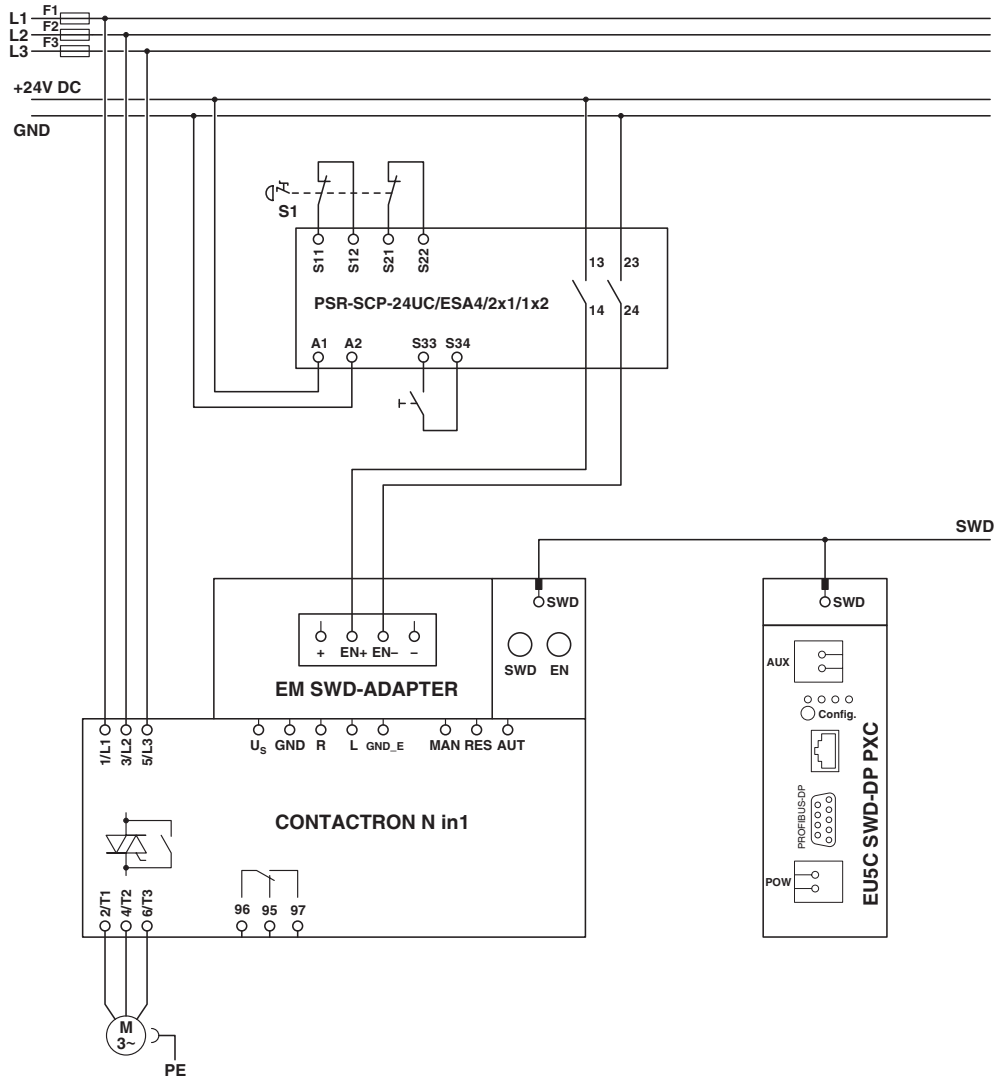 L1 F1
L2 F2
L3 F3
+24V DC
GND
S1
S11 S12 S21 S22
13 23
PSR-SCP-24UC/ESA4/2x1/1x2
14 24
A1 A2 S33 S34
SWD
SWD SWD
+ EN+ EN– –
SWD EN
EM SWD-ADAPTER
AUX
Config.
PROFIBUS-DP
POW
EU5C SWD-DP PXC
1/L1 3/L2 5/L3
US GND R L GND_E MAN RES AUT
CONTACTRON N in1
2/T1 4/T2 6/T3
96 95 97
M
3~
PE